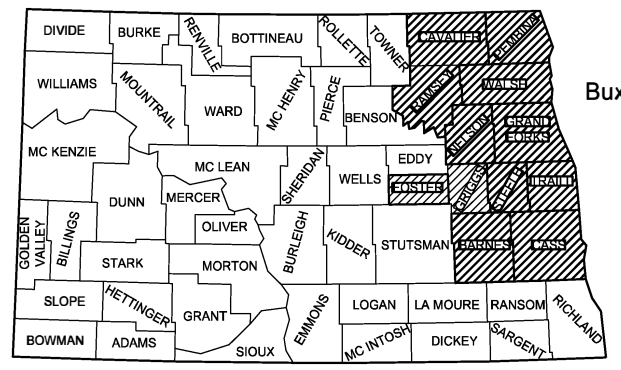 DIVIDE
BURKE
RENVILLE
BOTTINEAU
ROLLETTE
TOWNER
CAVALIER
PEMBINA
WILLIAMS
MOUNTRAIL
WARD
MC HENRY
PIERCE
BENSON
RAMSEY
WALSH
Bux
MC KENZIE
MC LEAN
SHERIDAN
WELLS
EDDY
FOSTER
NELSON
GRAND
FORKS
DUNN
MERCER
OLIVER
GRIGGS
STEELE
TRAILL
GOLDEN
VALLEY
BILLINGS
STARK
MORTON
BURLEIGH
KIDDER
STUTSMAN
BARNES
CASS
SLOPE
HETTINGER
GRANT
EMMONS
LOGAN
LA MOURE
RANSOM
RICHLAND
BOWMAN
ADAMS
SIOUX
MC INTOSH
DICKEY
SARGENT